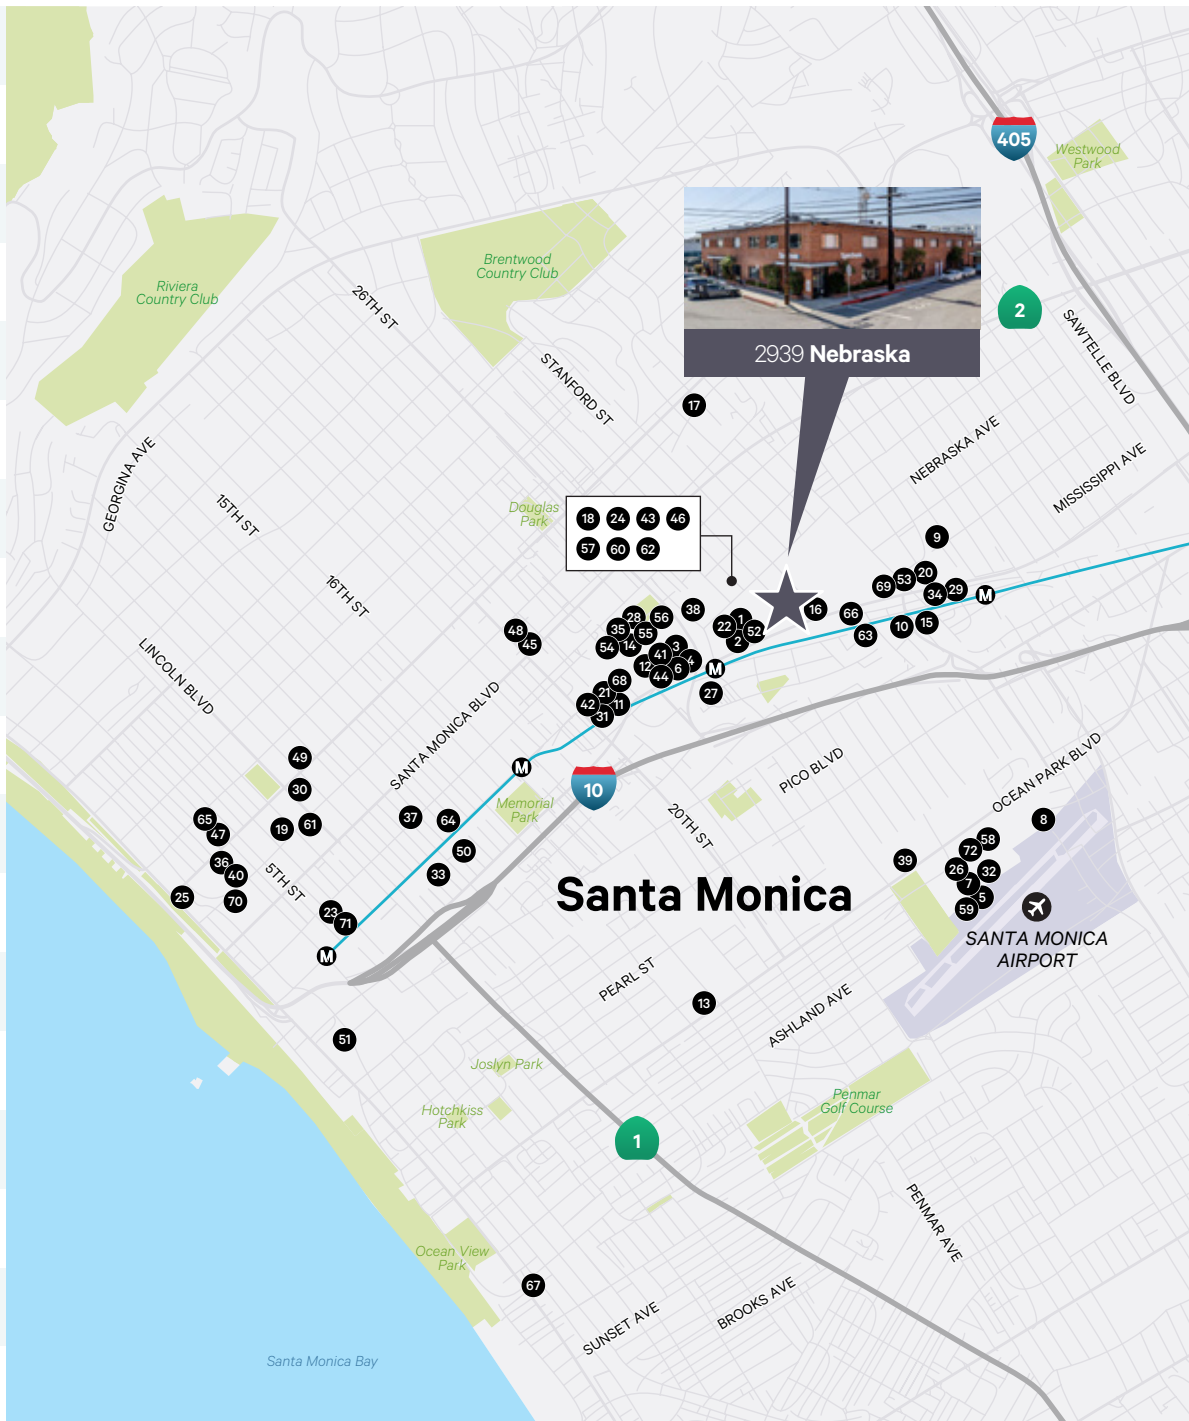 405
Westwood
Park
Brentwood
Country Club
Riviera
Country Club
26TH ST
2
SAWTELLE BLVD
2939 Nebraska
STANFORD ST
17
NEBRASKA AVE
MISSISSIPPI AVE
GEORGINA AVE
15TH ST
Douglas
Park
18 24 43 46
57 60 62
9
16TH ST
20
53
69
29
34
M
16
66
38
56
28
1
22
52
10
15
63
35
55
48
45
14
54
2
3
41
4
12
6
M
44
68
27
21
42
11
31
LINCOLN BLVD
SANTA MONICA BLVD
49
M
10
PICO BLVD
OCEAN PARK BLVD
30
Memorial
Park
20TH ST
65
47
19
61
37
64
8
58
50
72
39
36
40
33
26
32
7
5TH ST
Santa Monica
25
70
5
59
23
71
SANTA MONICA
AIRPORT
M
PEARL ST
13
ASHLAND AVE
51
Joslyn Park
Hotchkiss
Park
Penmar
Golf Course
1
PENMAR AVE
Ocean View
Park
67
BROOKS AVE
SUNSET AVE
Santa Monica Bay